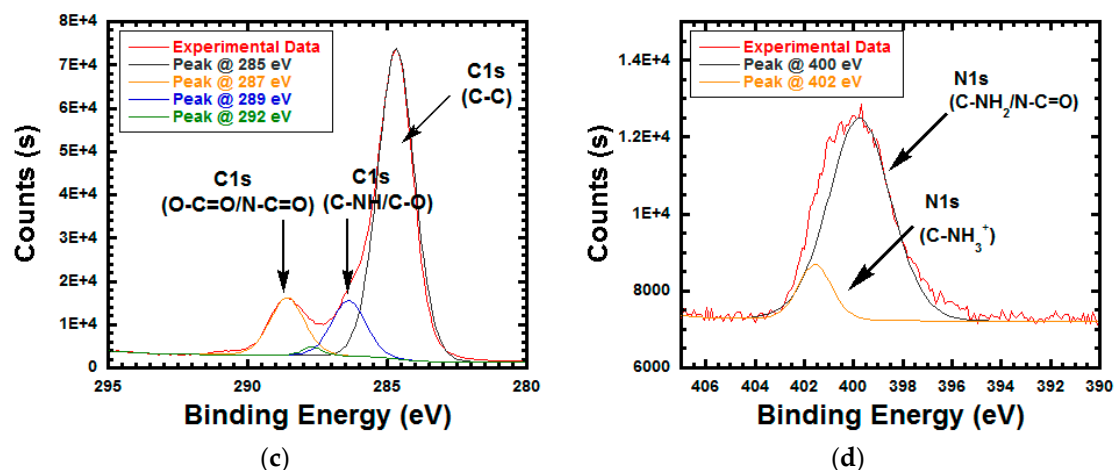 Experimental Data
Peak @ 285 eV
Peak @ 287 eV
Peak @ 289 eV
Peak @ 292 eV
C1s
(C-C)
C1s
(O-C=O/N-C=O)
C1s
(C-NH/C-O)
8E+4
7E+4
6E+4
5E+4
4E+4
3E+4
2E+4
1E+4
0
295
290
285
280
Counts (s)
Binding Energy (eV)
(c)
Experimental Data
Peak @ 400 eV
Peak @ 402 eV
N1s
(C-NH₂/N-C=O)
N1s
(C-NH₃⁺)
1.4E+4
1.2E+4
1E+4
8000
6000
406 404 402 400 398 396 394 392 390
Counts (s)
Binding Energy (eV)
(d)